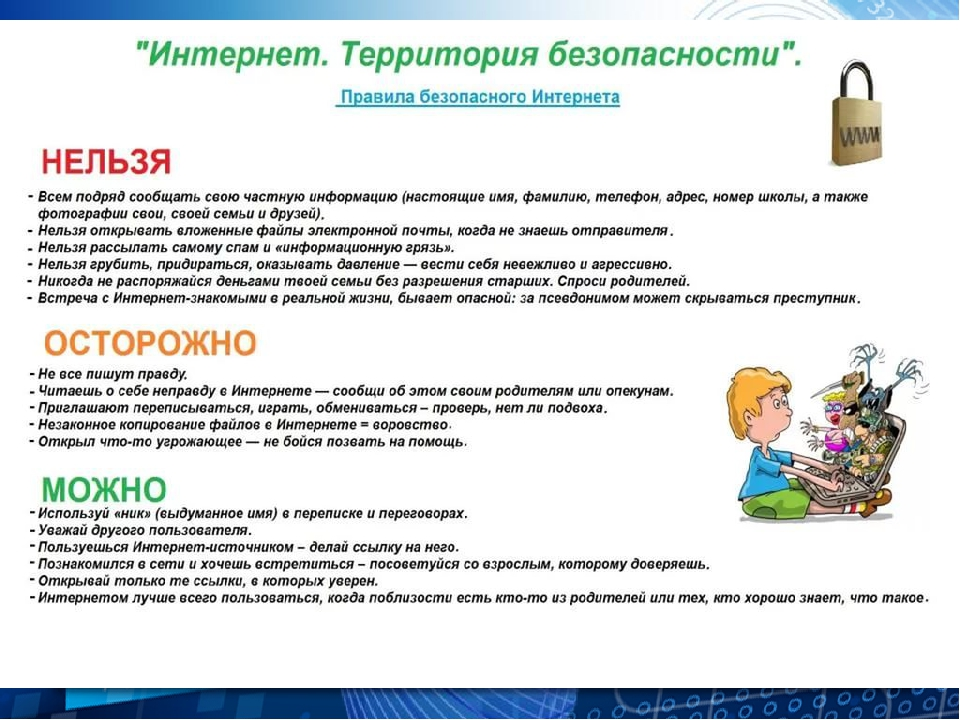 "Интернет. Территория безопасности".
Правила безопасного Интернета
WWW
НЕЛЬЗЯ
- Всем подряд сообщать свою частную информацию (настоящие имя, фамилию, телефон, адрес, номер школы, а также
фотографии свои, своей семьи и друзей).
- Нельзя открывать вложенные файлы электронной почты, когда не знаешь отправителя.
- Нельзя рассылать самому спам и «информационную грязь».
- Нельзя грубить, придираться, оказывать давление — вести себя невежливо и агрессивно.
- Никогда не распоряжайся деньгами твоей семьи без разрешения старших. Спроси родителей.
- Встреча с Интернет-знакомыми в реальной жизни, бывает опасной: за псевдонимом может скрываться преступник.
ОСТОРОЖНО
- Не все пишут правду.
- Читаешь о себе неправду в Интернете — сообщи об этом своим родителям или опекунам.
- Приглашают переписываться, играть, обмениваться – проверь, нет ли подвоха.
- Незаконное копирование файлов в Интернете = воровство.
- Открыл что-то угрожающее — не бойся позвать на помощь.
МОЖНО
- Используй «ник» (выдуманное имя) в переписке и переговорах.
- Уважай другого пользователя.
- Пользуешься Интернет-источником – делай ссылку на него.
- Познакомился в сети и хочешь встретиться – посоветуйся со взрослым, которому доверяешь.
- Открывай только те ссылки, в которых уверен.
- Интернетом лучше всего пользоваться, когда поблизости есть кто-то из родителей или тех, кто хорошо знает, что такое.